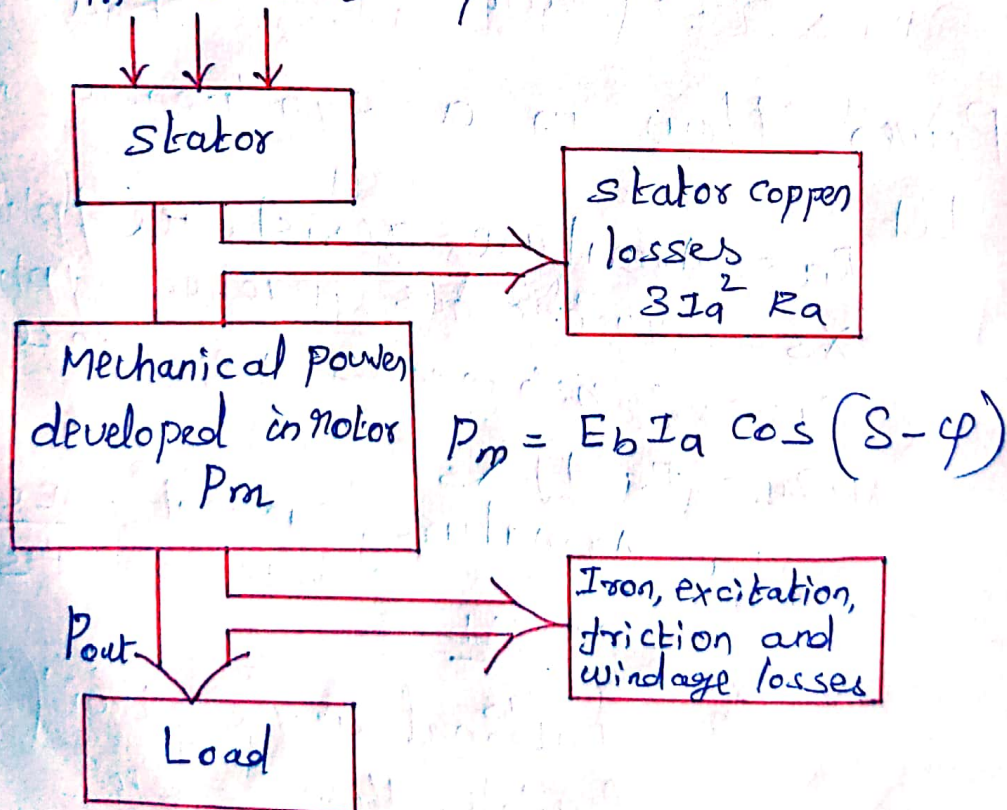 Stator
Stator Copper
losses
3Ia² Ra
Mechanical Power
developed in rotor
Pm
Pm = Eb Ia Cos (δ-φ)
Iron, excitation,
friction and
windage losses
Pout
Load